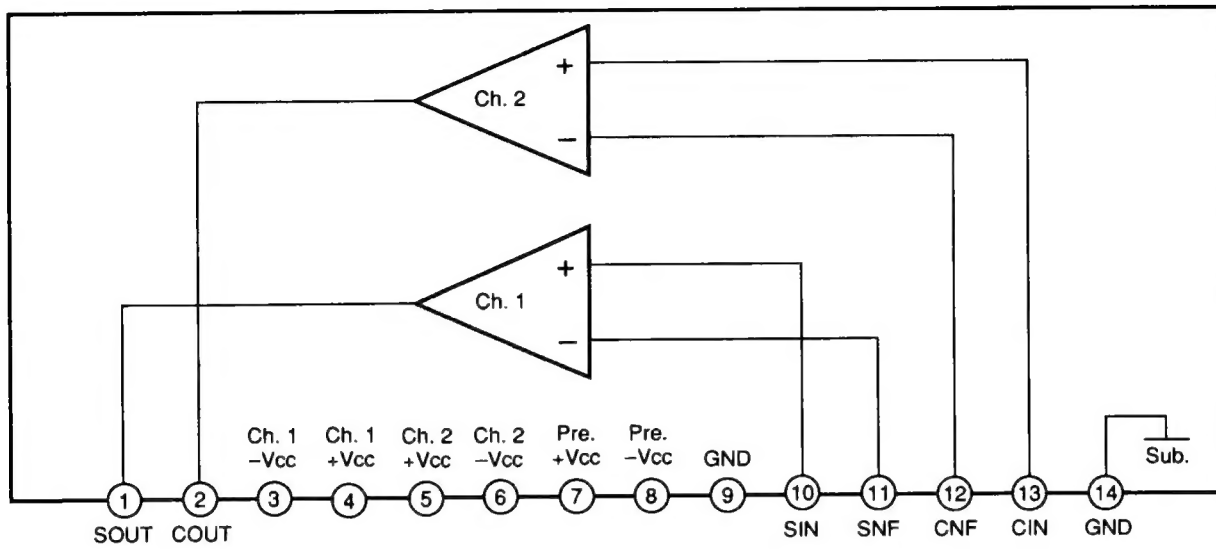 +
Ch. 2
−
+
Ch. 1
−
Ch. 1 Ch. 1 Ch. 2 Ch. 2 Pre. Pre.
−Vcc +Vcc +Vcc −Vcc +Vcc −Vcc GND
Sub.
1 2 3 4 5 6 7 8 9 10 11 12 13 14
SOUT COUT SIN SNF CNF CIN GND